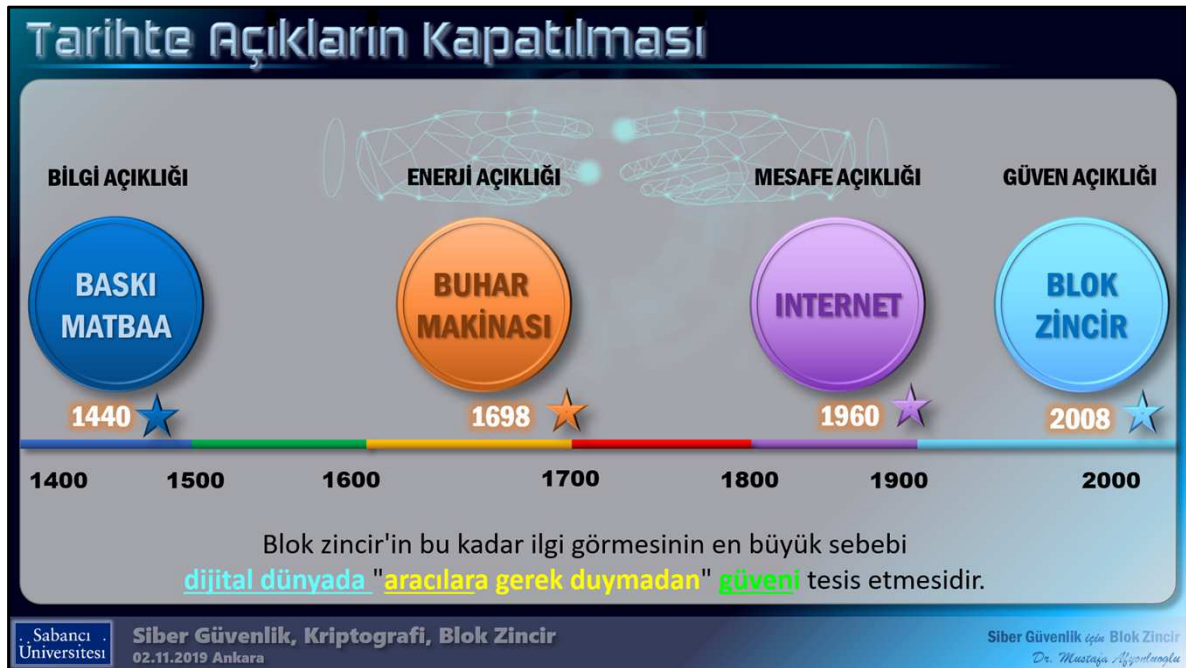 Tarihte Açıkların Kapatılması
BİLGİ AÇIKLIĞI
ENERJİ AÇIKLIĞI
MESAFE AÇIKLIĞI
GÜVEN AÇIKLIĞI
BASKI
MATBAA
BUHAR
MAKİNASI
INTERNET
BLOK
ZİNCİR
1440
1698
1960
2008
1400 1500 1600 1700 1800 1900 2000
Blok zincir'in bu kadar ilgi görmesinin en büyük sebebi
dijital dünyada "aracılara gerek duymadan" güveni tesis etmesidir.
Sabancı
Üniversitesi
Siber Güvenlik, Kriptografi, Blok Zincir
02.11.2019 Ankara
Siber Güvenlik için Blok Zincir
Dr. Mustafa Afyonluoglu